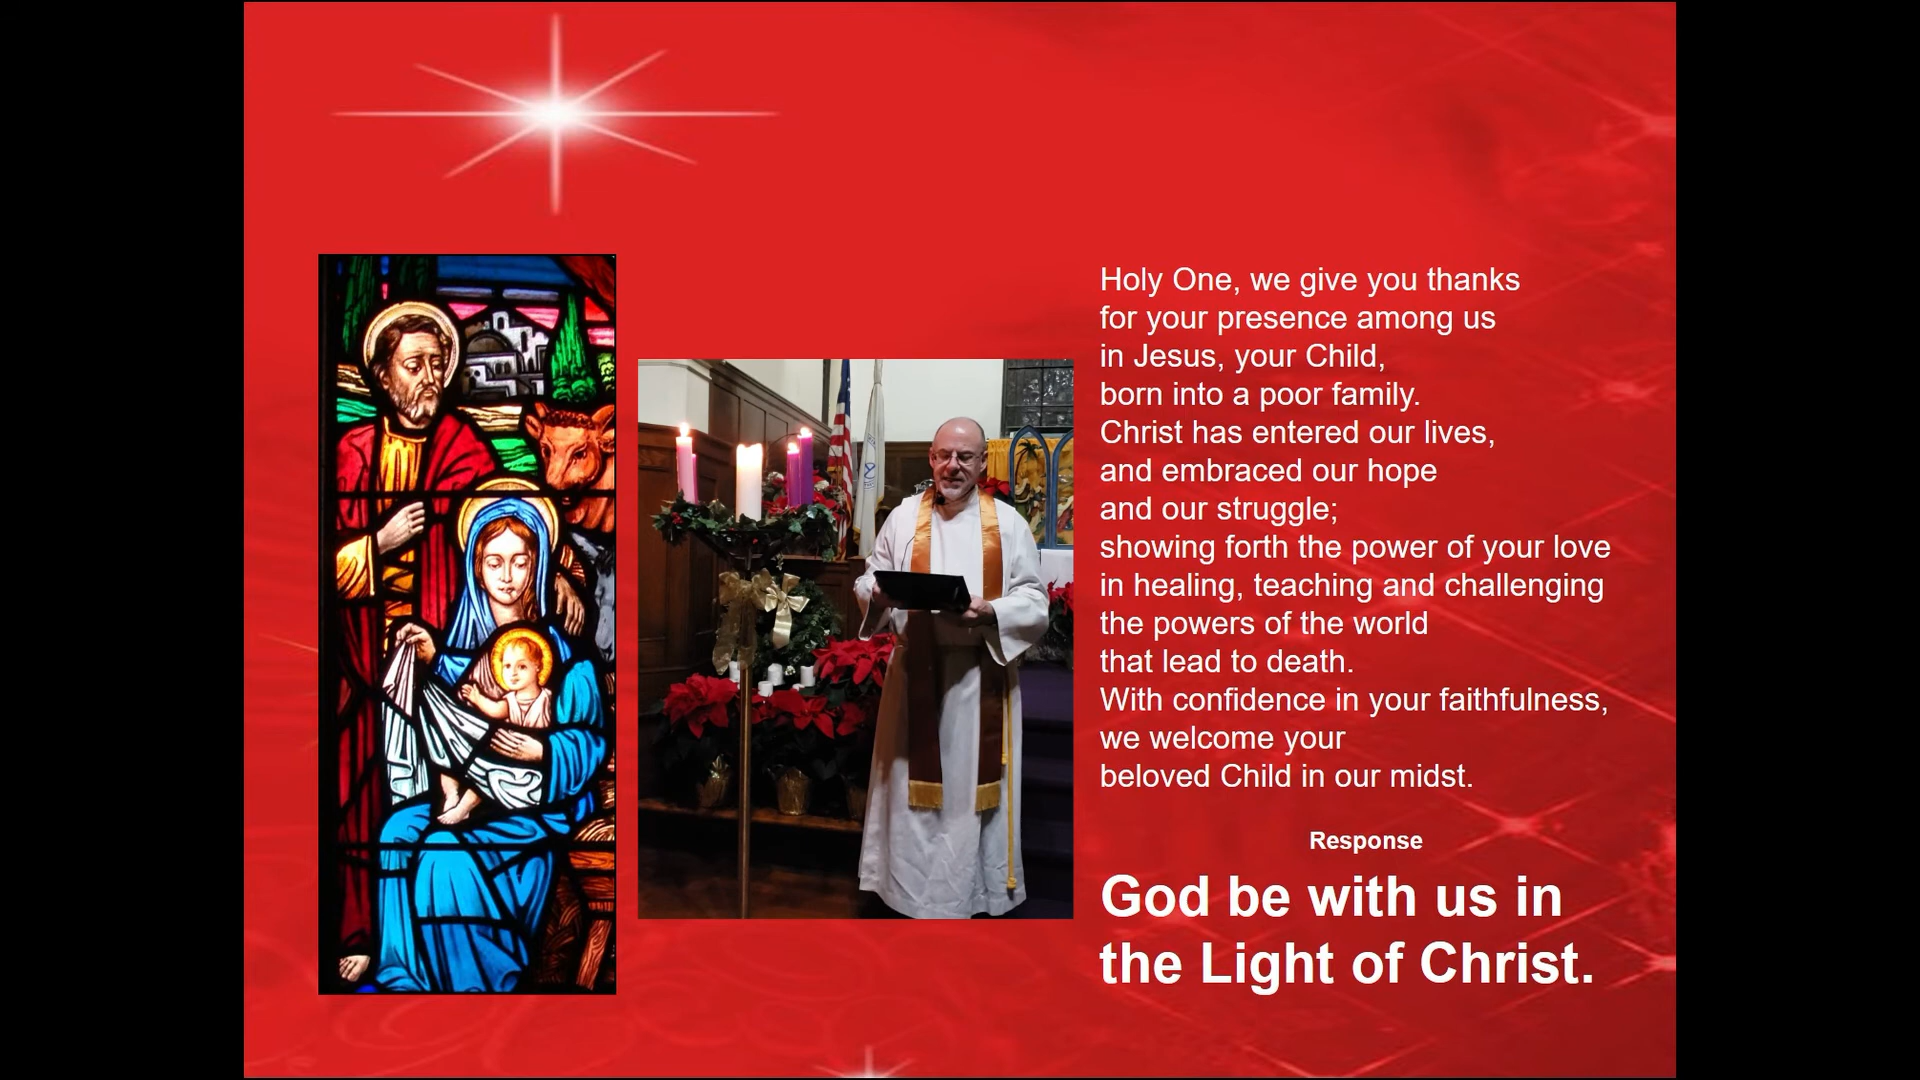 Holy One, we give you thanks
for your presence among us
in Jesus, your Child,
born into a poor family.
Christ has entered our lives,
and embraced our hope
and our struggle;
showing forth the power of your love
in healing, teaching and challenging
the powers of the world
that lead to death.
With confidence in your faithfulness,
we welcome your
beloved Child in our midst.
Response
God be with us in
the Light of Christ.